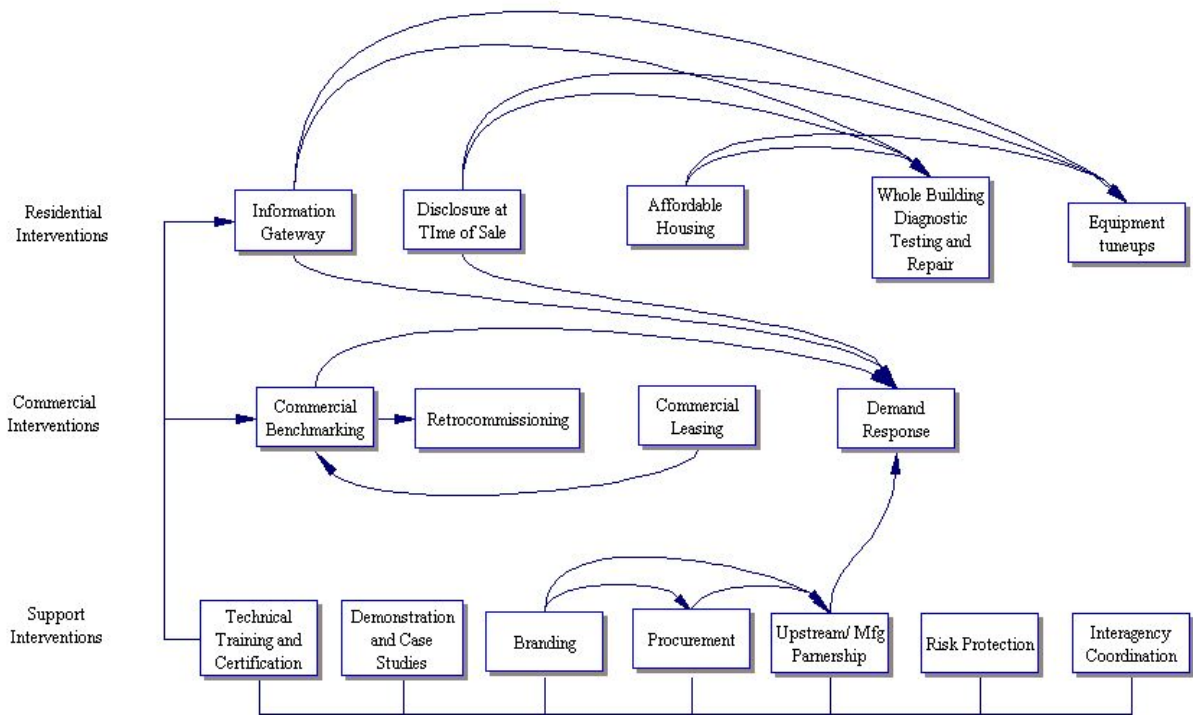 Residential
Interventions
Information
Gateway
Disclosure at
TIme of Sale
Affordable
Housing
Whole Building
Diagnostic
Testing and
Repair
Equipment
tuneups
Commercial
Interventions
Commercial
Benchmarking
Retrocommissioning
Commercial
Leasing
Demand
Response
Support
Interventions
Technical
Training and
Certification
Demonstration
and Case
Studies
Branding
Procurement
Upstream/ Mfg
Parnership
Risk Protection
Interagency
Coordination